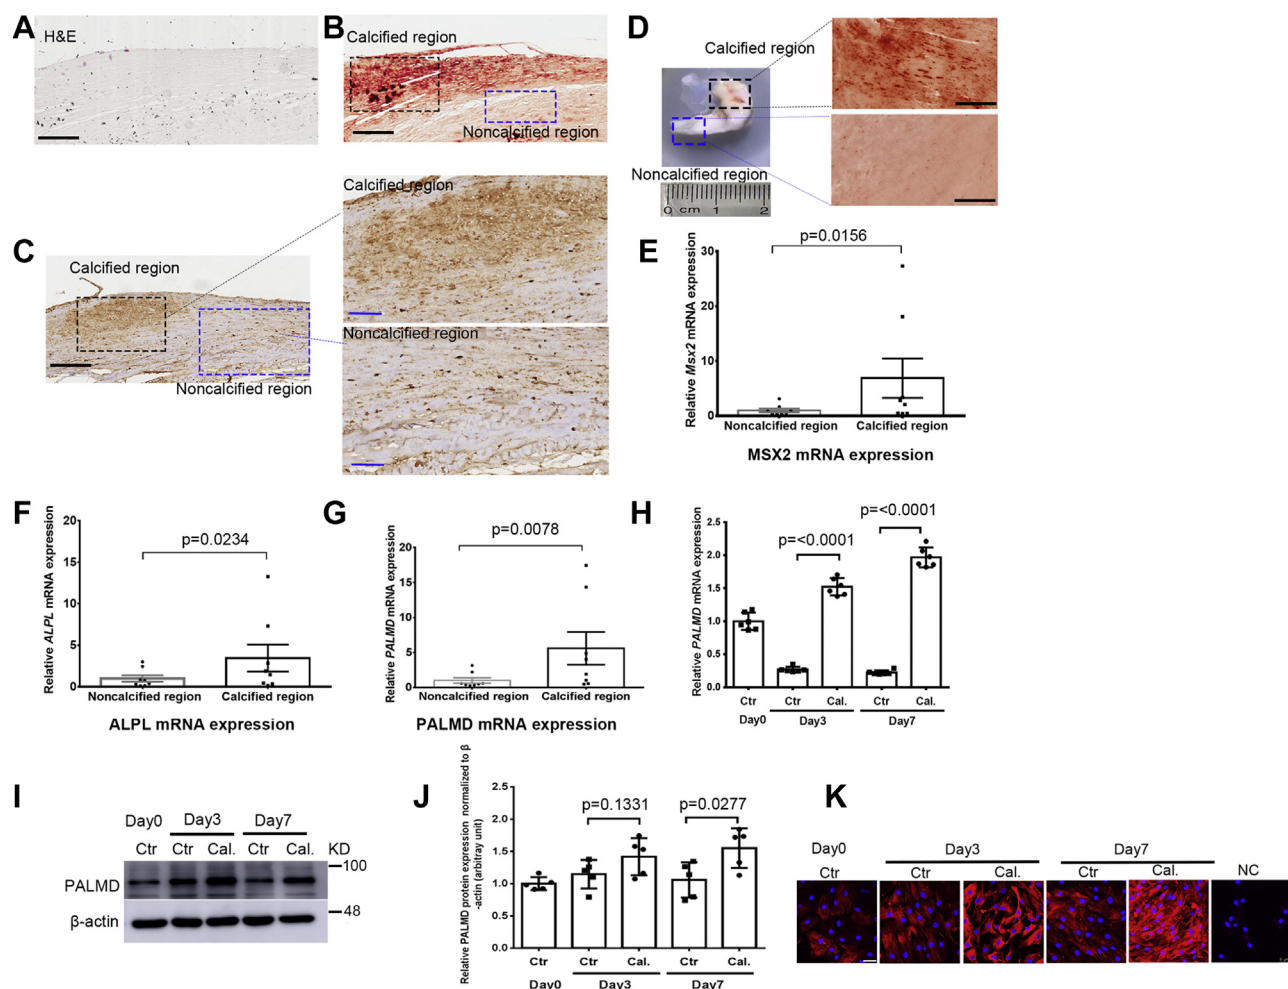 A
H&E
B
Calcified region
Noncalcified region
C
Calcified region
Noncalcified region
Calcified region
Noncalcified region
D
Calcified region
Noncalcified region
0 cm 1 2
E
p=0.0156
Relative Msx2 mRNA expression
30
20
10
0
Noncalcified region Calcified region
MSX2 mRNA expression
F
p=0.0234
Relative ALPL mRNA expression
20
15
10
5
0
Noncalcified region Calcified region
ALPL mRNA expression
G
p=0.0078
Relative PALMD mRNA expression
20
15
10
5
0
Noncalcified region Calcified region
PALMD mRNA expression
H
p=<0.0001
p=<0.0001
Relative PALMD mRNA expression
2.5
2.0
1.5
1.0
0.5
0.0
Ctr Ctr Cal. Ctr Cal.
Day0 Day3 Day7
I
Day0 Day3 Day7
Ctr Ctr Cal. Ctr Cal. KD
100
PALMD
48
β-actin
J
p=0.1331
p=0.0277
Relative PALMD protein expression normalized to β
-actin (arbitray unit)
2.5
2.0
1.5
1.0
0.5
0.0
Ctr Ctr Cal. Ctr Cal.
Day0 Day3 Day7
K
Day0 Day3 Day7
Ctr Ctr Cal. Ctr Cal. NC